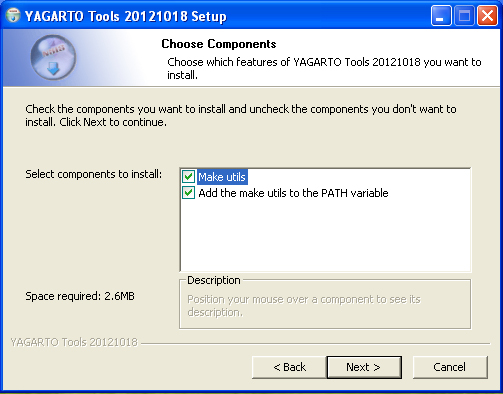 YAGARTO Tools 20121018 Setup
Choose Components
Choose which features of YAGARTO Tools 20121018 you want to
install.
Check the components you want to install and uncheck the components you don't want to
install. Click Next to continue.
Select components to install:
Make utils
Add the make utils to the PATH variable
Space required: 2.6MB
Description
Position your mouse over a component to see its
description.
YAGARTO Tools 20121018
< Back
Next >
Cancel